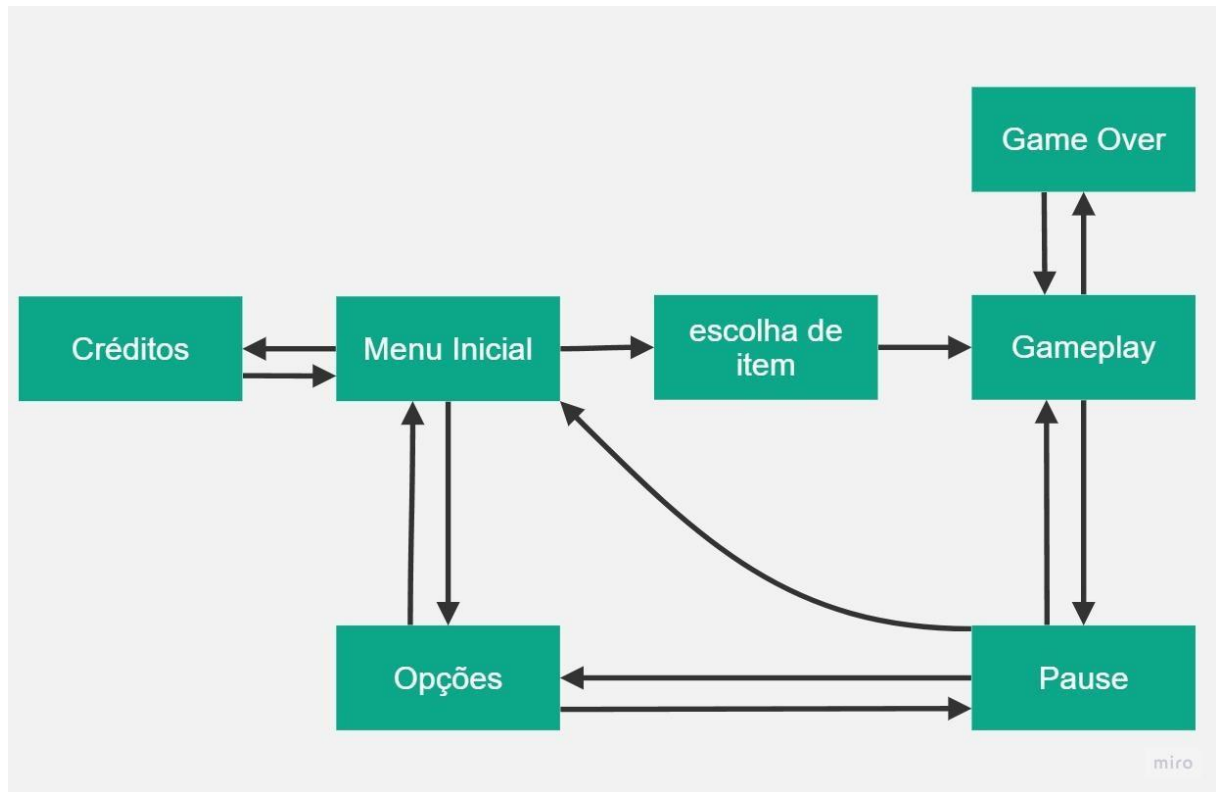 Game Over
Créditos
Menu Inicial
escolha de
item
Gameplay
Opções
Pause
miro